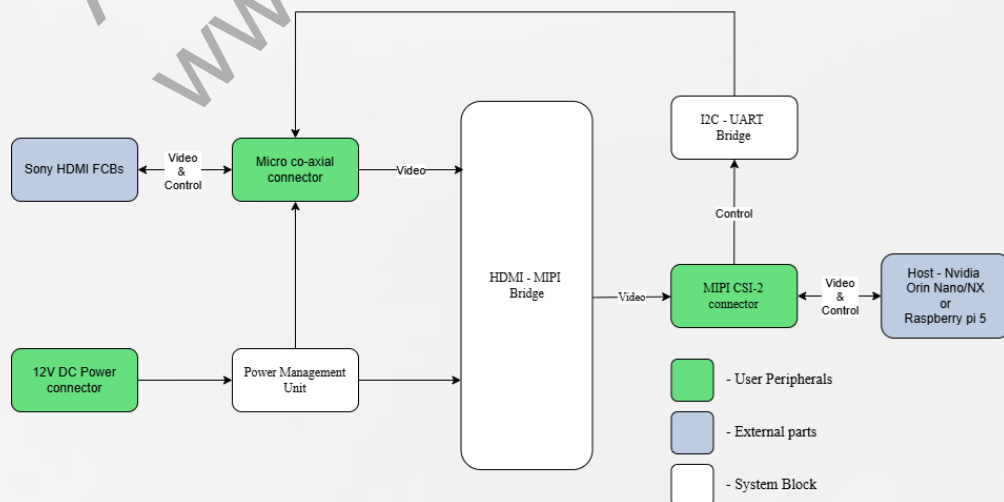 I2C - UART
Bridge
Sony HDMI FCBs
Video
&
Control
Micro co-axial
connector
Video
Control
HDMI - MIPI
Bridge
Video
MIPI CSI-2
connector
Video
&
Control
Host - Nvidia
Orin Nano/NX
or
Raspberry pi 5
12V DC Power
connector
Power Management
Unit
- User Peripherals
- External parts
- System Block